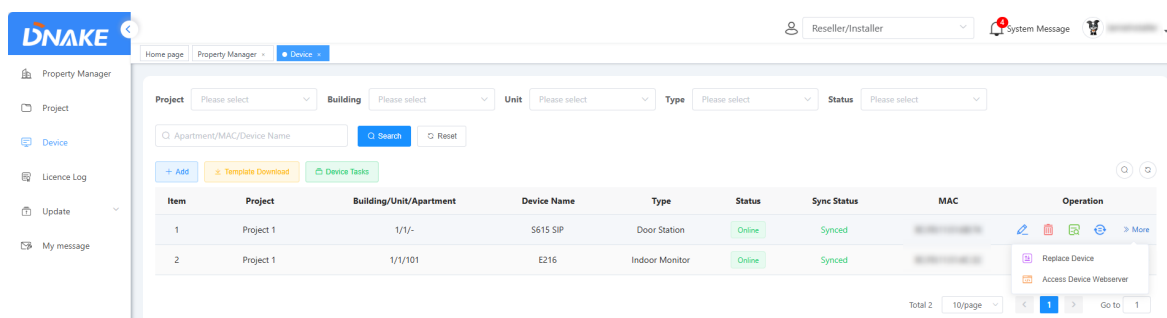 DNAKE
Reseller/Installer
4
System Message
Home page Property Manager × Device ×
Property Manager
Project
Device
Licence Log
Update
My message
Project Please select Building Please select Unit Please select Type Please select Status Please select
Apartment/MAC/Device Name Search Reset
+ Add Template Download Device Tasks
Item Project Building/Unit/Apartment Device Name Type Status Sync Status MAC Operation
1 Project 1 1/1/- S615 SIP Door Station Online Synced » More
2 Project 1 1/1/101 E216 Indoor Monitor Online Synced
Replace Device
Access Device Webserver
Total 2 10/page < 1 > Go to 1